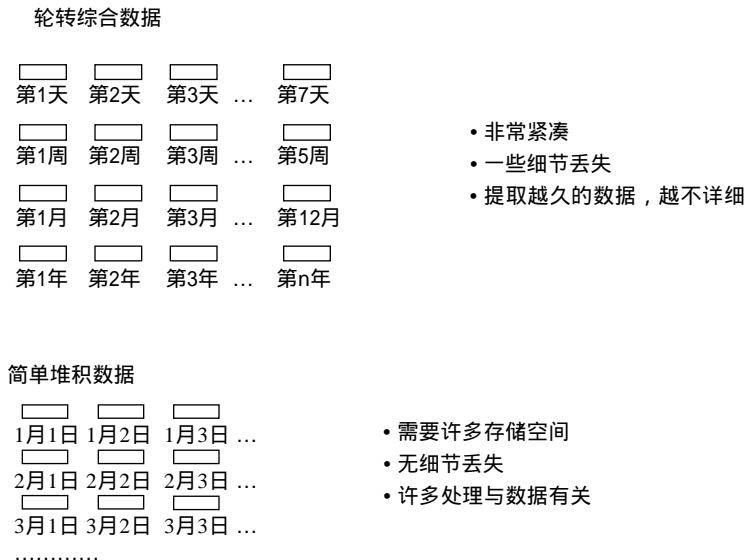 轮转综合数据
第1天 第2天 第3天 … 第7天
第1周 第2周 第3周 … 第5周
第1月 第2月 第3月 … 第12月
第1年 第2年 第3年 … 第n年
• 非常紧凑
• 一些细节丢失
• 提取越久的数据，越不详细
简单堆积数据
1月1日 1月2日 1月3日 …
2月1日 2月2日 2月3日 …
3月1日 3月2日 3月3日 …
…………
• 需要许多存储空间
• 无细节丢失
• 许多处理与数据有关